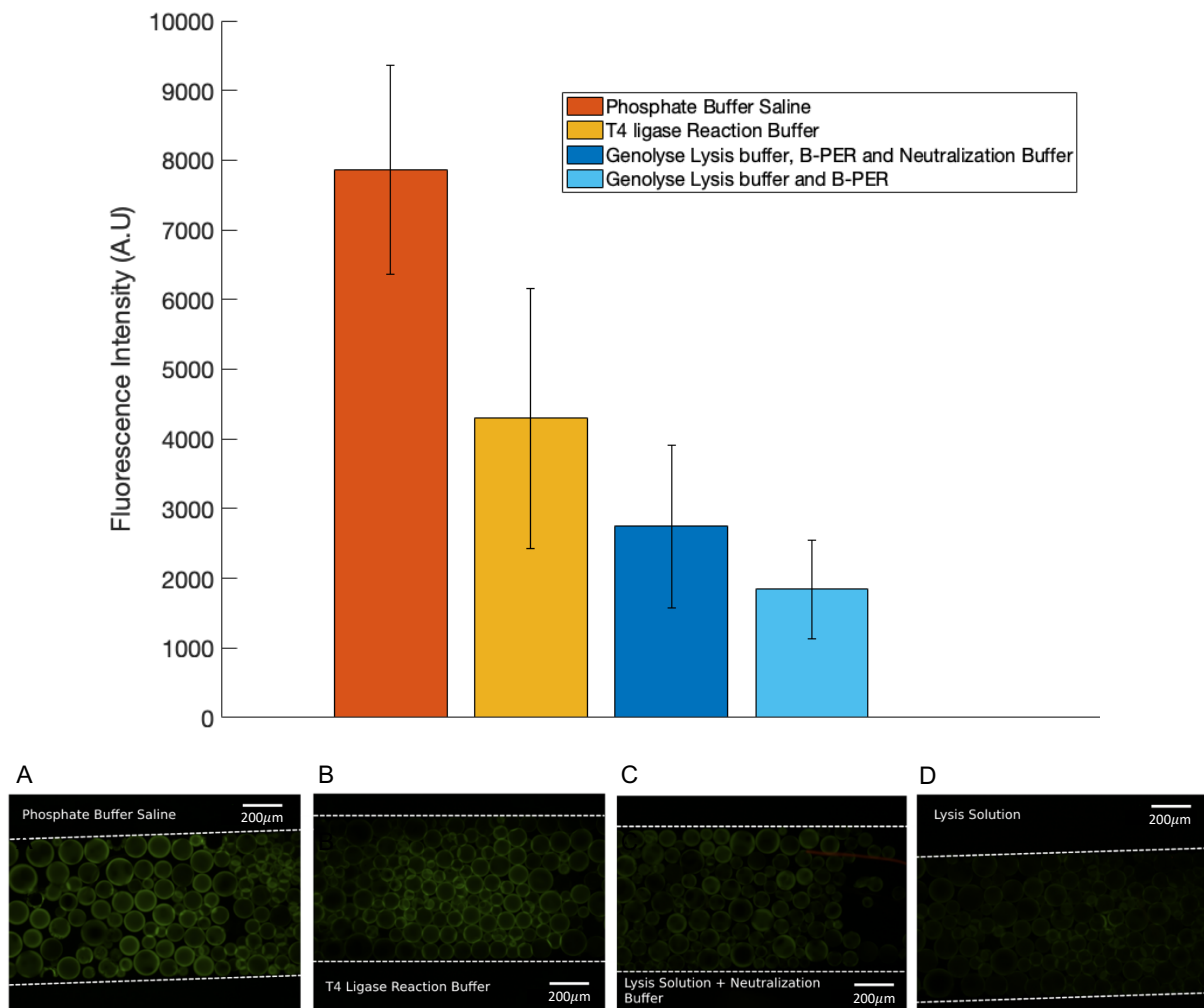 10000
9000
8000
7000
6000
5000
4000
3000
2000
1000
0
Fluorescence Intensity (A.U)
Phosphate Buffer Saline
T4 ligase Reaction Buffer
Genolyse Lysis buffer, B-PER and Neutralization Buffer
Genolyse Lysis buffer and B-PER
A
Phosphate Buffer Saline
200μm
B
T4 Ligase Reaction Buffer
200μm
C
Lysis Solution + Neutralization
Buffer
200μm
D
Lysis Solution
200μm